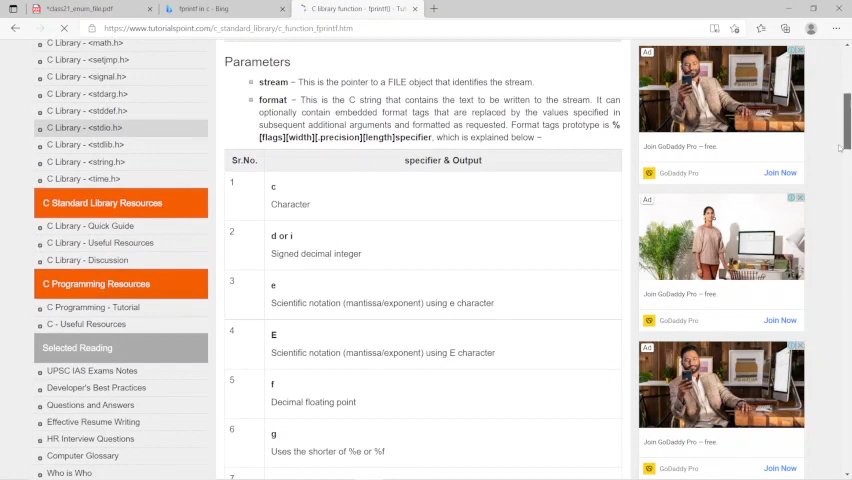 *class21_enum_file.pdf
fprintf in c - Bing
C library function - fprintf() - Tut
https://www.tutorialspoint.com/c_standard_library/c_function_fprintf.htm
C Library - <math.h>
C Library - <setjmp.h>
C Library - <signal.h>
C Library - <stdarg.h>
C Library - <stddef.h>
C Library - <stdio.h>
C Library - <stdlib.h>
C Library - <string.h>
C Library - <time.h>
C Standard Library Resources
C Library - Quick Guide
C Library - Useful Resources
C Library - Discussion
C Programming Resources
C Programming - Tutorial
C - Useful Resources
Selected Reading
UPSC IAS Exams Notes
Developer's Best Practices
Questions and Answers
Effective Resume Writing
HR Interview Questions
Computer Glossary
Who is Who
Parameters
stream − This is the pointer to a FILE object that identifies the stream.
format − This is the C string that contains the text to be written to the stream. It can
optionally contain embedded format tags that are replaced by the values specified in
subsequent additional arguments and formatted as requested. Format tags prototype is %
[flags][width][.precision][length]specifier, which is explained below −
Sr.No. specifier & Output
1 c
Character
2 d or i
Signed decimal integer
3 e
Scientific notation (mantissa/exponent) using e character
4 E
Scientific notation (mantissa/exponent) using E character
5 f
Decimal floating point
6 g
Uses the shorter of %e or %f
7
Ad
Join GoDaddy Pro – free.
GoDaddy Pro Join Now
Ad
Join GoDaddy Pro – free.
GoDaddy Pro Join Now
Ad
Join GoDaddy Pro – free.
GoDaddy Pro Join Now